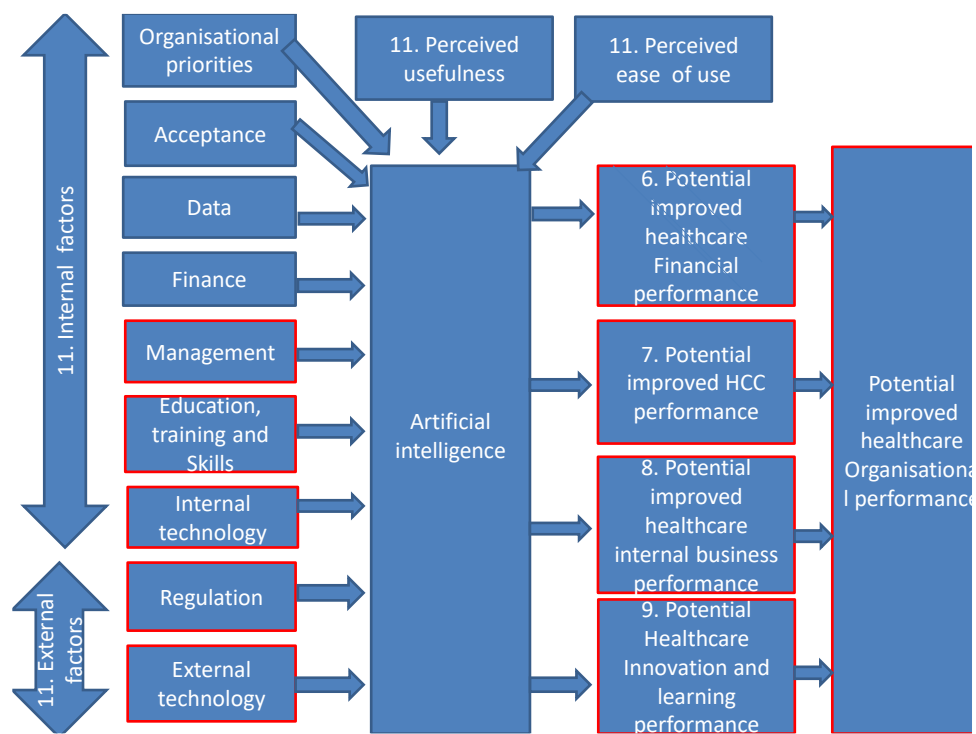 11. Internal factors
11. External
factors
Organisational
priorities
Acceptance
Data
Finance
Management
Education,
training and
Skills
Internal
technology
Regulation
External
technology
11. Perceived
usefulness
11. Perceived
ease of use
Artificial
intelligence
6. Potential
improved
healthcare
Financial
performance
7. Potential
improved HCC
performance
8. Potential
improved
healthcare
internal business
performance
9. Potential
Healthcare
Innovation and
learning
performance
Potential
improved
healthcare
Organisationa
l performance